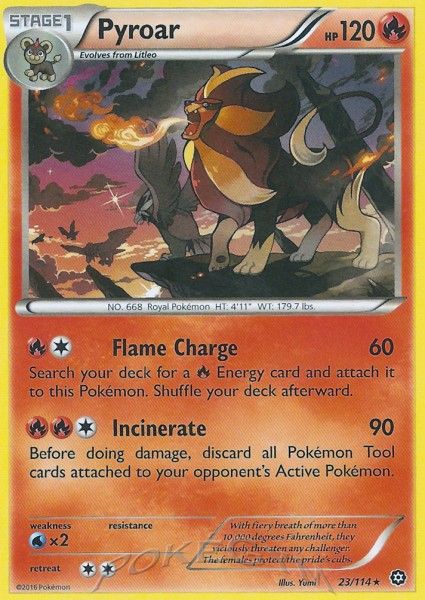 STAGE1 Pyroar HP120
Evolves from Litleo
NO. 668 Royal Pokémon HT: 4'11" WT: 179.7 lbs.
Flame Charge 60
Search your deck for a Energy card and attach it
to this Pokémon. Shuffle your deck afterward.
Incinerate 90
Before doing damage, discard all Pokémon Tool
cards attached to your opponent's Active Pokémon.
weakness resistance
×2
retreat
With fiery breath of more than
10,000 degrees Fahrenheit, they
viciously threaten any challenger.
The females protect the pride's cubs.
©2016 Pokémon
Illus. Yumi 23/114